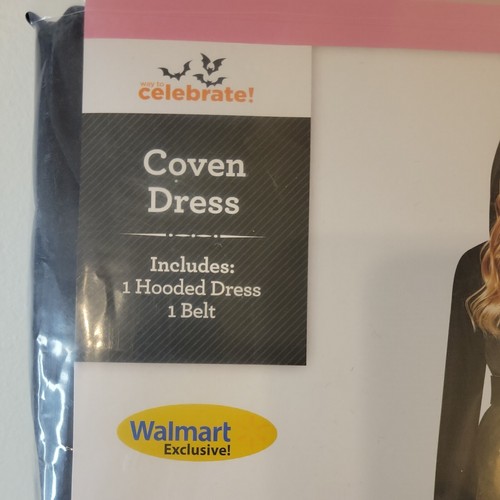 way to
celebrate!
Coven
Dress
Includes:
1 Hooded Dress
1 Belt
Walmart
Exclusive!